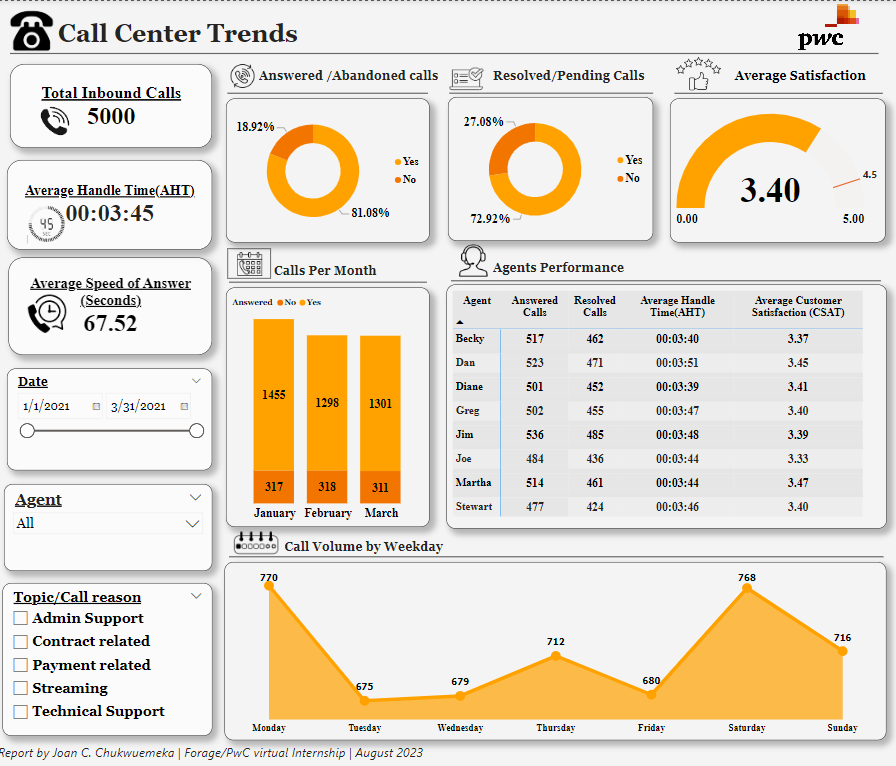 Call Center Trends
pwc
Total Inbound Calls
5000
Average Handle Time(AHT)
45
SEC
00:03:45
Average Speed of Answer
(Seconds)
67.52
Date
1/1/2021
3/31/2021
Agent
All
Topic/Call reason
Admin Support
Contract related
Payment related
Streaming
Technical Support
Answered /Abandoned calls
18.92%
81.08%
Yes
No
Resolved/Pending Calls
27.08%
72.92%
Yes
No
Average Satisfaction
3.40
4.5
0.00
5.00
Calls Per Month
Answered No Yes
1455 1298 1301
317 318 311
January February March
Agents Performance
Agent Answered Calls Resolved Calls Average Handle Time(AHT) Average Customer Satisfaction (CSAT)
Becky 517 462 00:03:40 3.37
Dan 523 471 00:03:51 3.45
Diane 501 452 00:03:39 3.41
Greg 502 455 00:03:47 3.40
Jim 536 485 00:03:48 3.39
Joe 484 436 00:03:44 3.33
Martha 514 461 00:03:44 3.47
Stewart 477 424 00:03:46 3.40
Call Volume by Weekday
770 675 679 712 680 768 716
Monday Tuesday Wednesday Thursday Friday Saturday Sunday
Report by Joan C. Chukwuemeka | Forage/PwC virtual Internship | August 2023